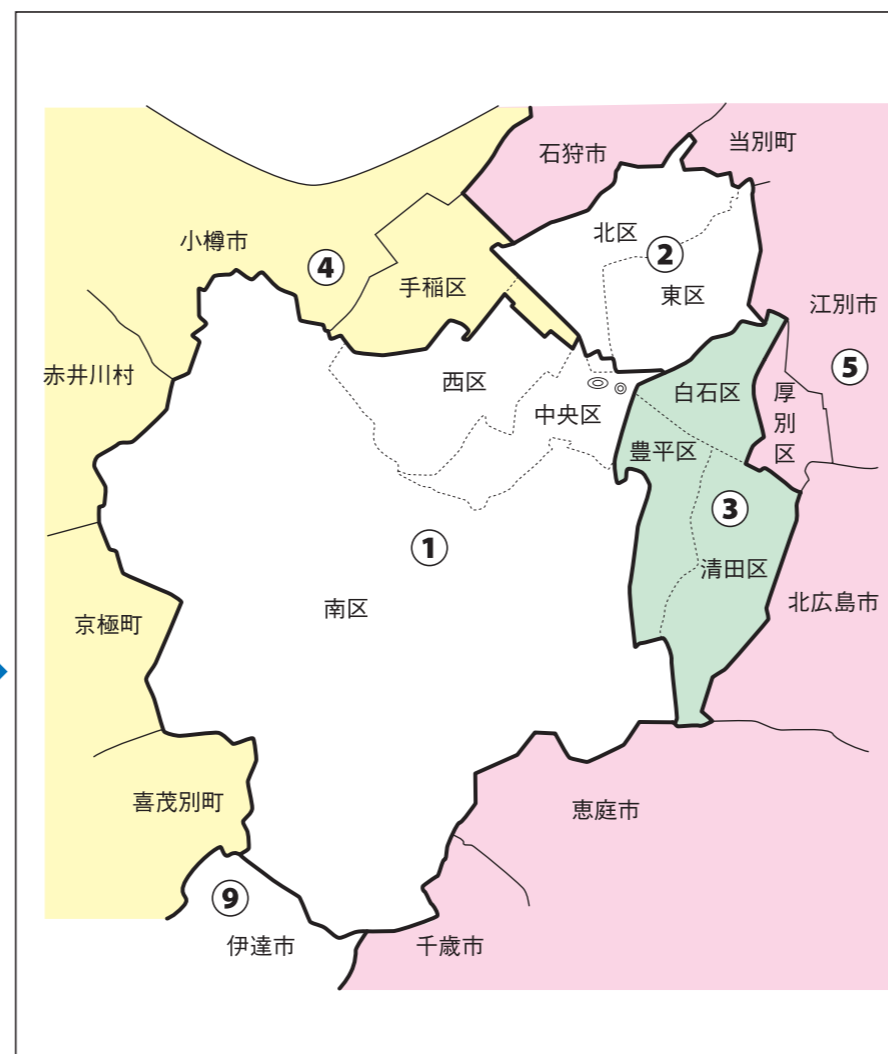 石狩市
当別町
北区
②
小樽市
④
手稲区
東区
江別市
⑤
赤井川村
西区
中央区
白石区
厚別区
豊平区
③
①
清田区
南区
北広島市
京極町
喜茂別町
恵庭市
⑨
伊達市
千歳市